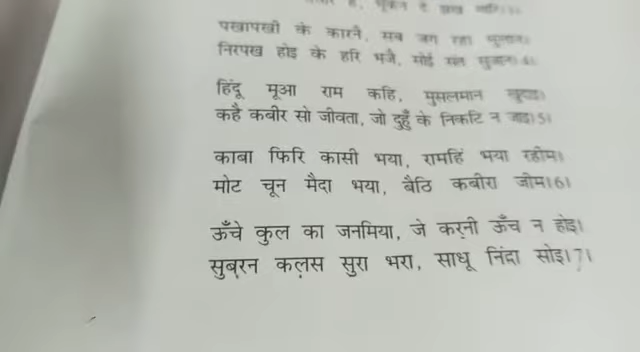 पखापखी के कारनै, सब जग रहा भुलान।
निरपख होइ के हरि भजै, सोई संत सुजान।4।
हिंदू मूआ राम कहि, मुसलमान खुदाइ।
कहै कबीर सो जीवता, जो दुहुँ के निकटि न जाइ।5।
काबा फिरि कासी भया, रामहिं भया रहीम।
मोट चून मैदा भया, बैठि कबीरा जीम।6।
ऊँचे कुल का जनमिया, जे करनी ऊँच न होइ।
सुबरन कलस सुरा भरा, साधू निंदा सोइ।7।